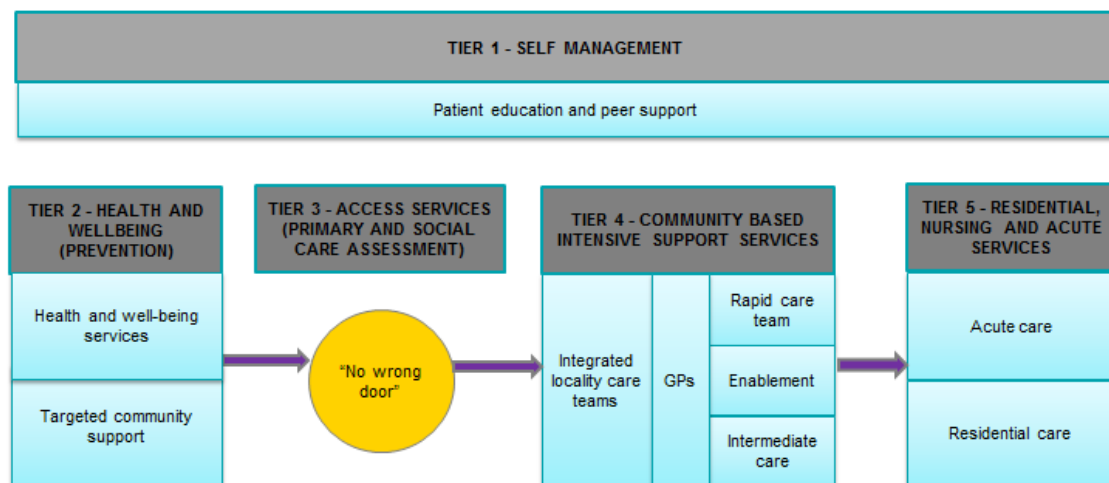 TIER 1 - SELF MANAGEMENT
Patient education and peer support
TIER 2 - HEALTH AND
WELLBEING
(PREVENTION)
Health and well-being
services
Targeted community
support
TIER 3 - ACCESS SERVICES
(PRIMARY AND SOCIAL
CARE ASSESSMENT)
“No wrong
door”
TIER 4 - COMMUNITY BASED
INTENSIVE SUPPORT SERVICES
Integrated
locality care
teams
GPs
Rapid care
team
Enablement
Intermediate
care
TIER 5 - RESIDENTIAL,
NURSING AND ACUTE
SERVICES
Acute care
Residential care